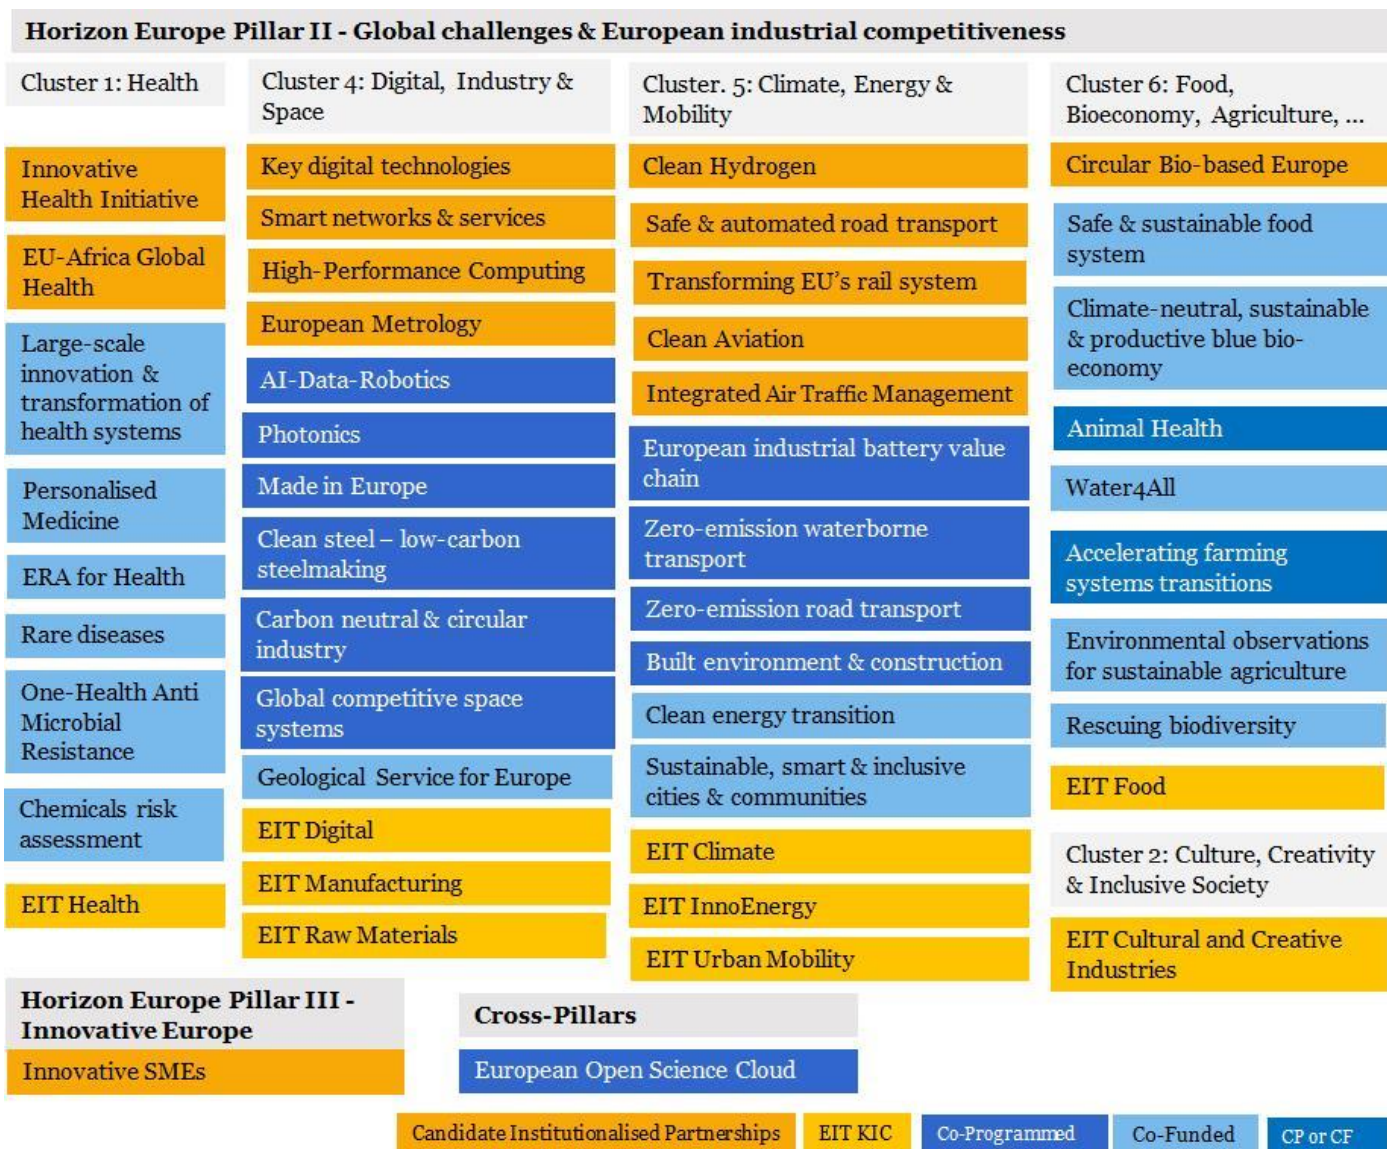 Horizon Europe Pillar II - Global challenges & European industrial competitiveness
Cluster 1: Health
Innovative
Health Initiative
EU-Africa Global
Health
Large-scale
innovation &
transformation of
health systems
Personalised
Medicine
ERA for Health
Rare diseases
One-Health Anti
Microbial
Resistance
Chemicals risk
assessment
EIT Health
Cluster 4: Digital, Industry &
Space
Key digital technologies
Smart networks & services
High-Performance Computing
European Metrology
AI-Data-Robotics
Photonics
Made in Europe
Clean steel – low-carbon
steelmaking
Carbon neutral & circular
industry
Global competitive space
systems
Geological Service for Europe
EIT Digital
EIT Manufacturing
EIT Raw Materials
Cluster. 5: Climate, Energy &
Mobility
Clean Hydrogen
Safe & automated road transport
Transforming EU's rail system
Clean Aviation
Integrated Air Traffic Management
European industrial battery value
chain
Zero-emission waterborne
transport
Zero-emission road transport
Built environment & construction
Clean energy transition
Sustainable, smart & inclusive
cities & communities
EIT Climate
EIT InnoEnergy
EIT Urban Mobility
Cluster 6: Food,
Bioeconomy, Agriculture, ...
Circular Bio-based Europe
Safe & sustainable food
system
Climate-neutral, sustainable
& productive blue bio-
economy
Animal Health
Water4All
Accelerating farming
systems transitions
Environmental observations
for sustainable agriculture
Rescuing biodiversity
EIT Food
Cluster 2: Culture, Creativity
& Inclusive Society
EIT Cultural and Creative
Industries
Horizon Europe Pillar III -
Innovative Europe
Innovative SMEs
Cross-Pillars
European Open Science Cloud
Candidate Institutionalised Partnerships
EIT KIC
Co-Programmed
Co-Funded
CP or CF